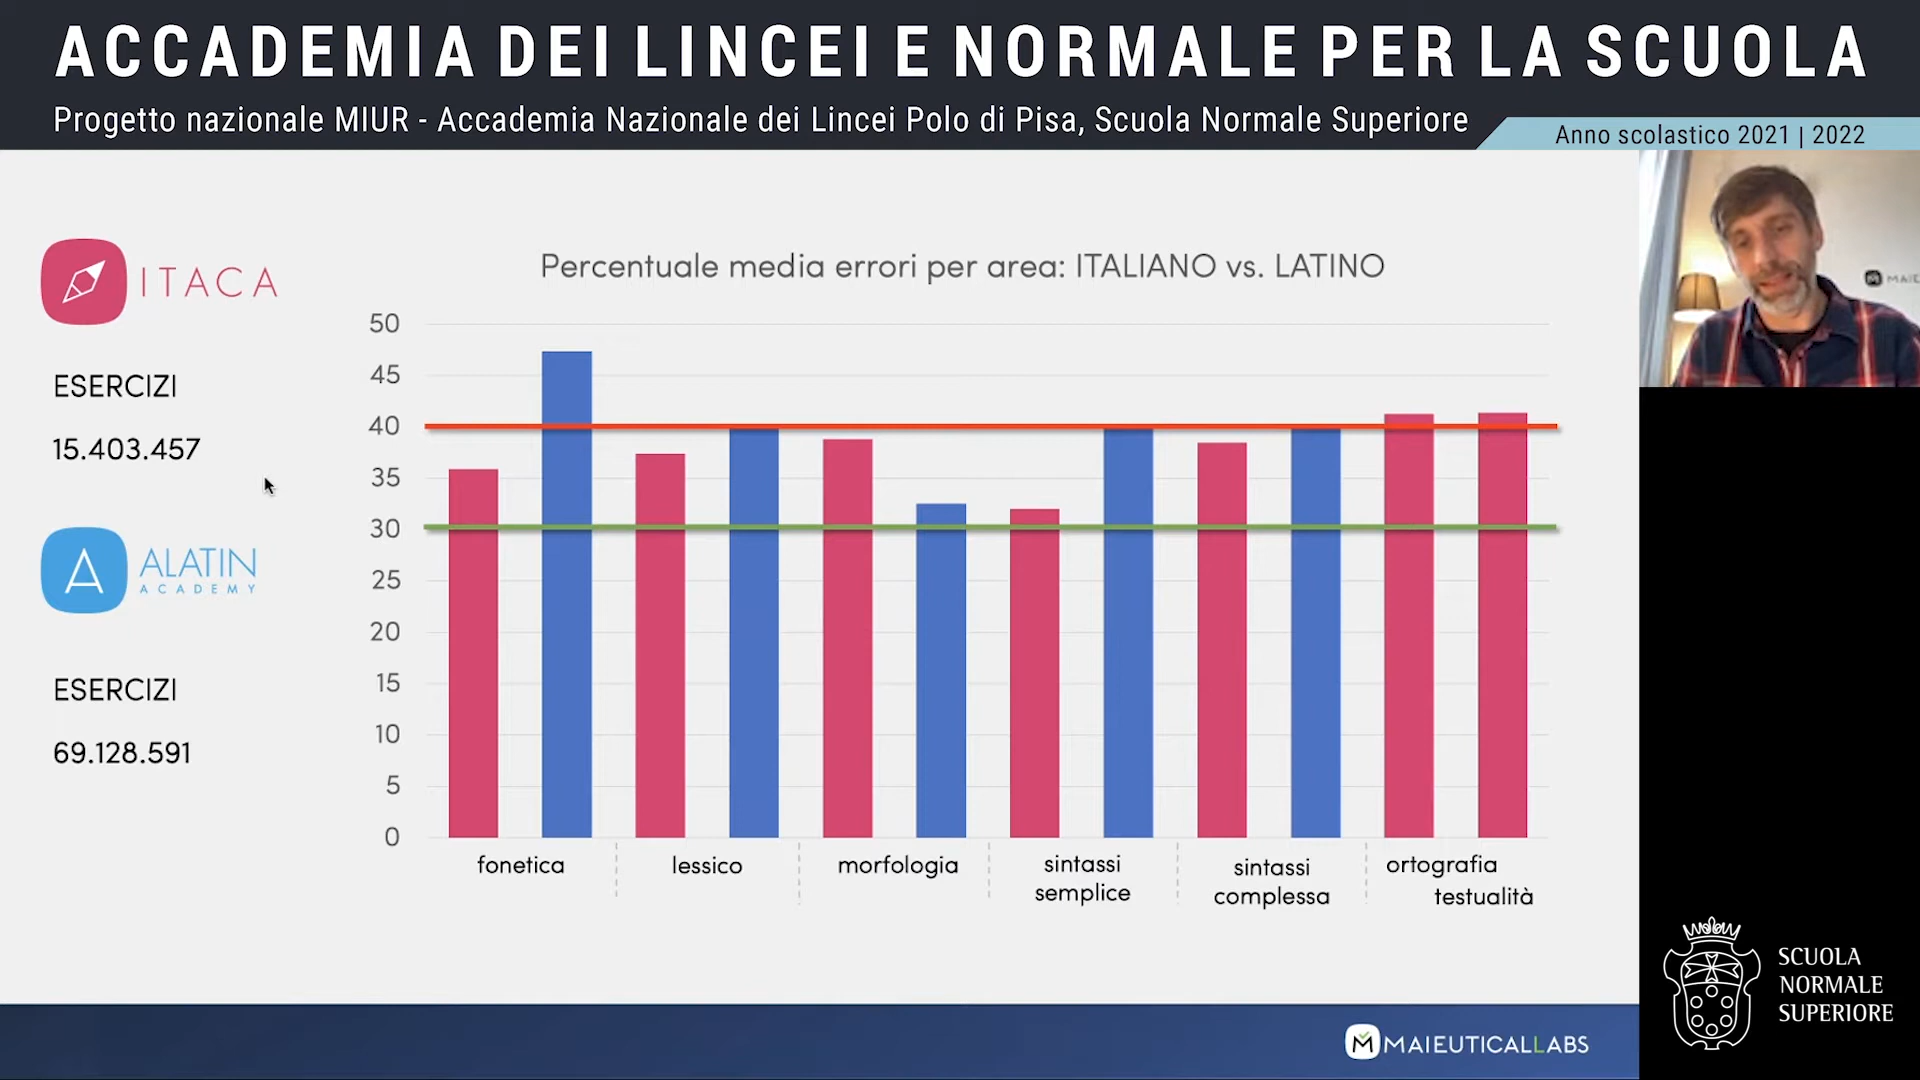 ACCADEMIA DEI LINCEI E NORMALE PER LA SCUOLA
Progetto nazionale MIUR - Accademia Nazionale dei Lincei Polo di Pisa, Scuola Normale Superiore
Anno scolastico 2021 | 2022
ITACA
ESERCIZI
15.403.457
ALATIN
ACADEMY
ESERCIZI
69.128.591
Percentuale media errori per area: ITALIANO vs. LATINO
50
45
40
35
30
25
20
15
10
5
0
fonetica
lessico
morfologia
sintassi
semplice
sintassi
complessa
ortografia
testualità
MAIE
MAIEUTICALLABS
SCUOLA
NORMALE
SUPERIORE